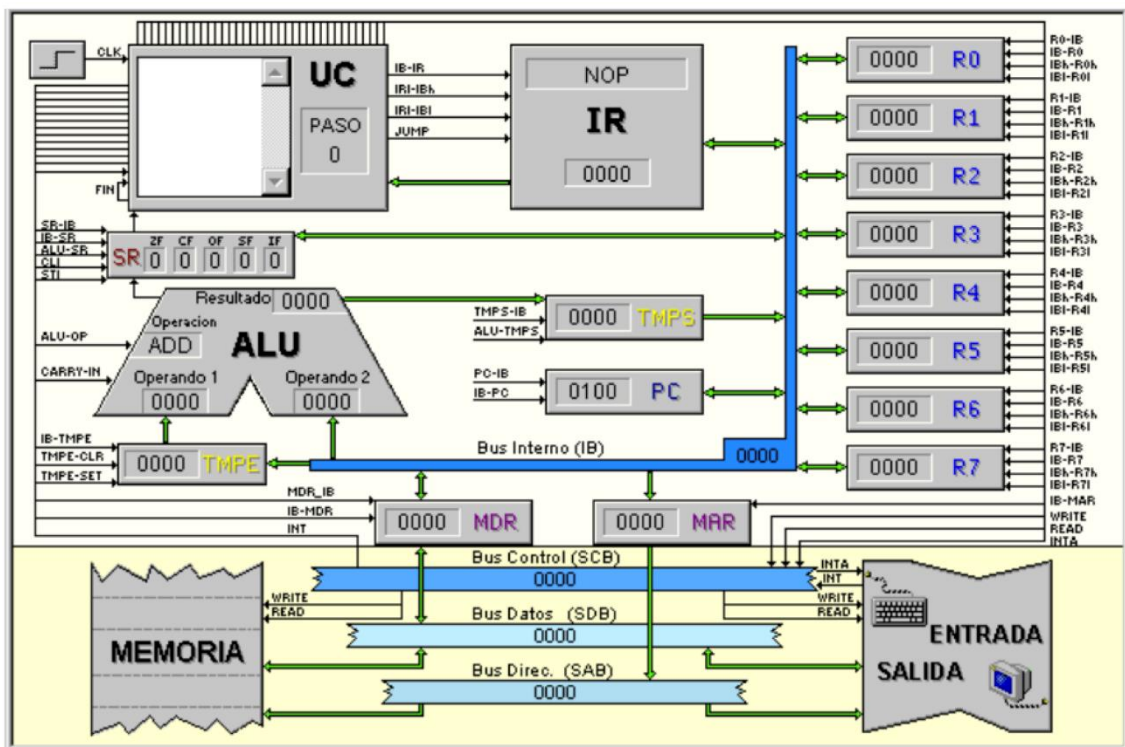 CLK
UC
PASO
0
FIN
IB-IR
IRl-IBh
IRl-IBl
JUMP
NOP
IR
0000
SR-IB
IB-SR
ALU-SR
CLI
STI
SR
ZF CF OF SF IF
0 0 0 0 0
Resultado 0000
Operacion
ADD
ALU
Operando 1 Operando 2
0000 0000
ALU-OP
CARRY-IN
TMPS-IB
ALU-TMPS
0000 TMPS
PC-IB
IB-PC
0100 PC
IB-TMPE
TMPE-CLR
TMPE-SET
0000 TMPE
Bus Interno (IB)
0000
0000 R0
R0-IB
IB-R0
IBh-R0h
IBl-R0l
0000 R1
R1-IB
IB-R1
IBh-R1h
IBl-R1l
0000 R2
R2-IB
IB-R2
IBh-R2h
IBl-R2l
0000 R3
R3-IB
IB-R3
IBh-R3h
IBl-R3l
0000 R4
R4-IB
IB-R4
IBh-R4h
IBl-R4l
0000 R5
R5-IB
IB-R5
IBh-R5h
IBl-R5l
0000 R6
R6-IB
IB-R6
IBh-R6h
IBl-R6l
0000 R7
R7-IB
IB-R7
IBh-R7h
IBl-R7l
MDR_IB
IB-MDR
INT
0000 MDR
0000 MAR
IB-MAR
WRITE
READ
INTA
Bus Control (SCB)
0000
WRITE
READ
INTA
INT
WRITE
READ
Bus Datos (SDB)
0000
Bus Direc. (SAB)
0000
MEMORIA
ENTRADA
SALIDA